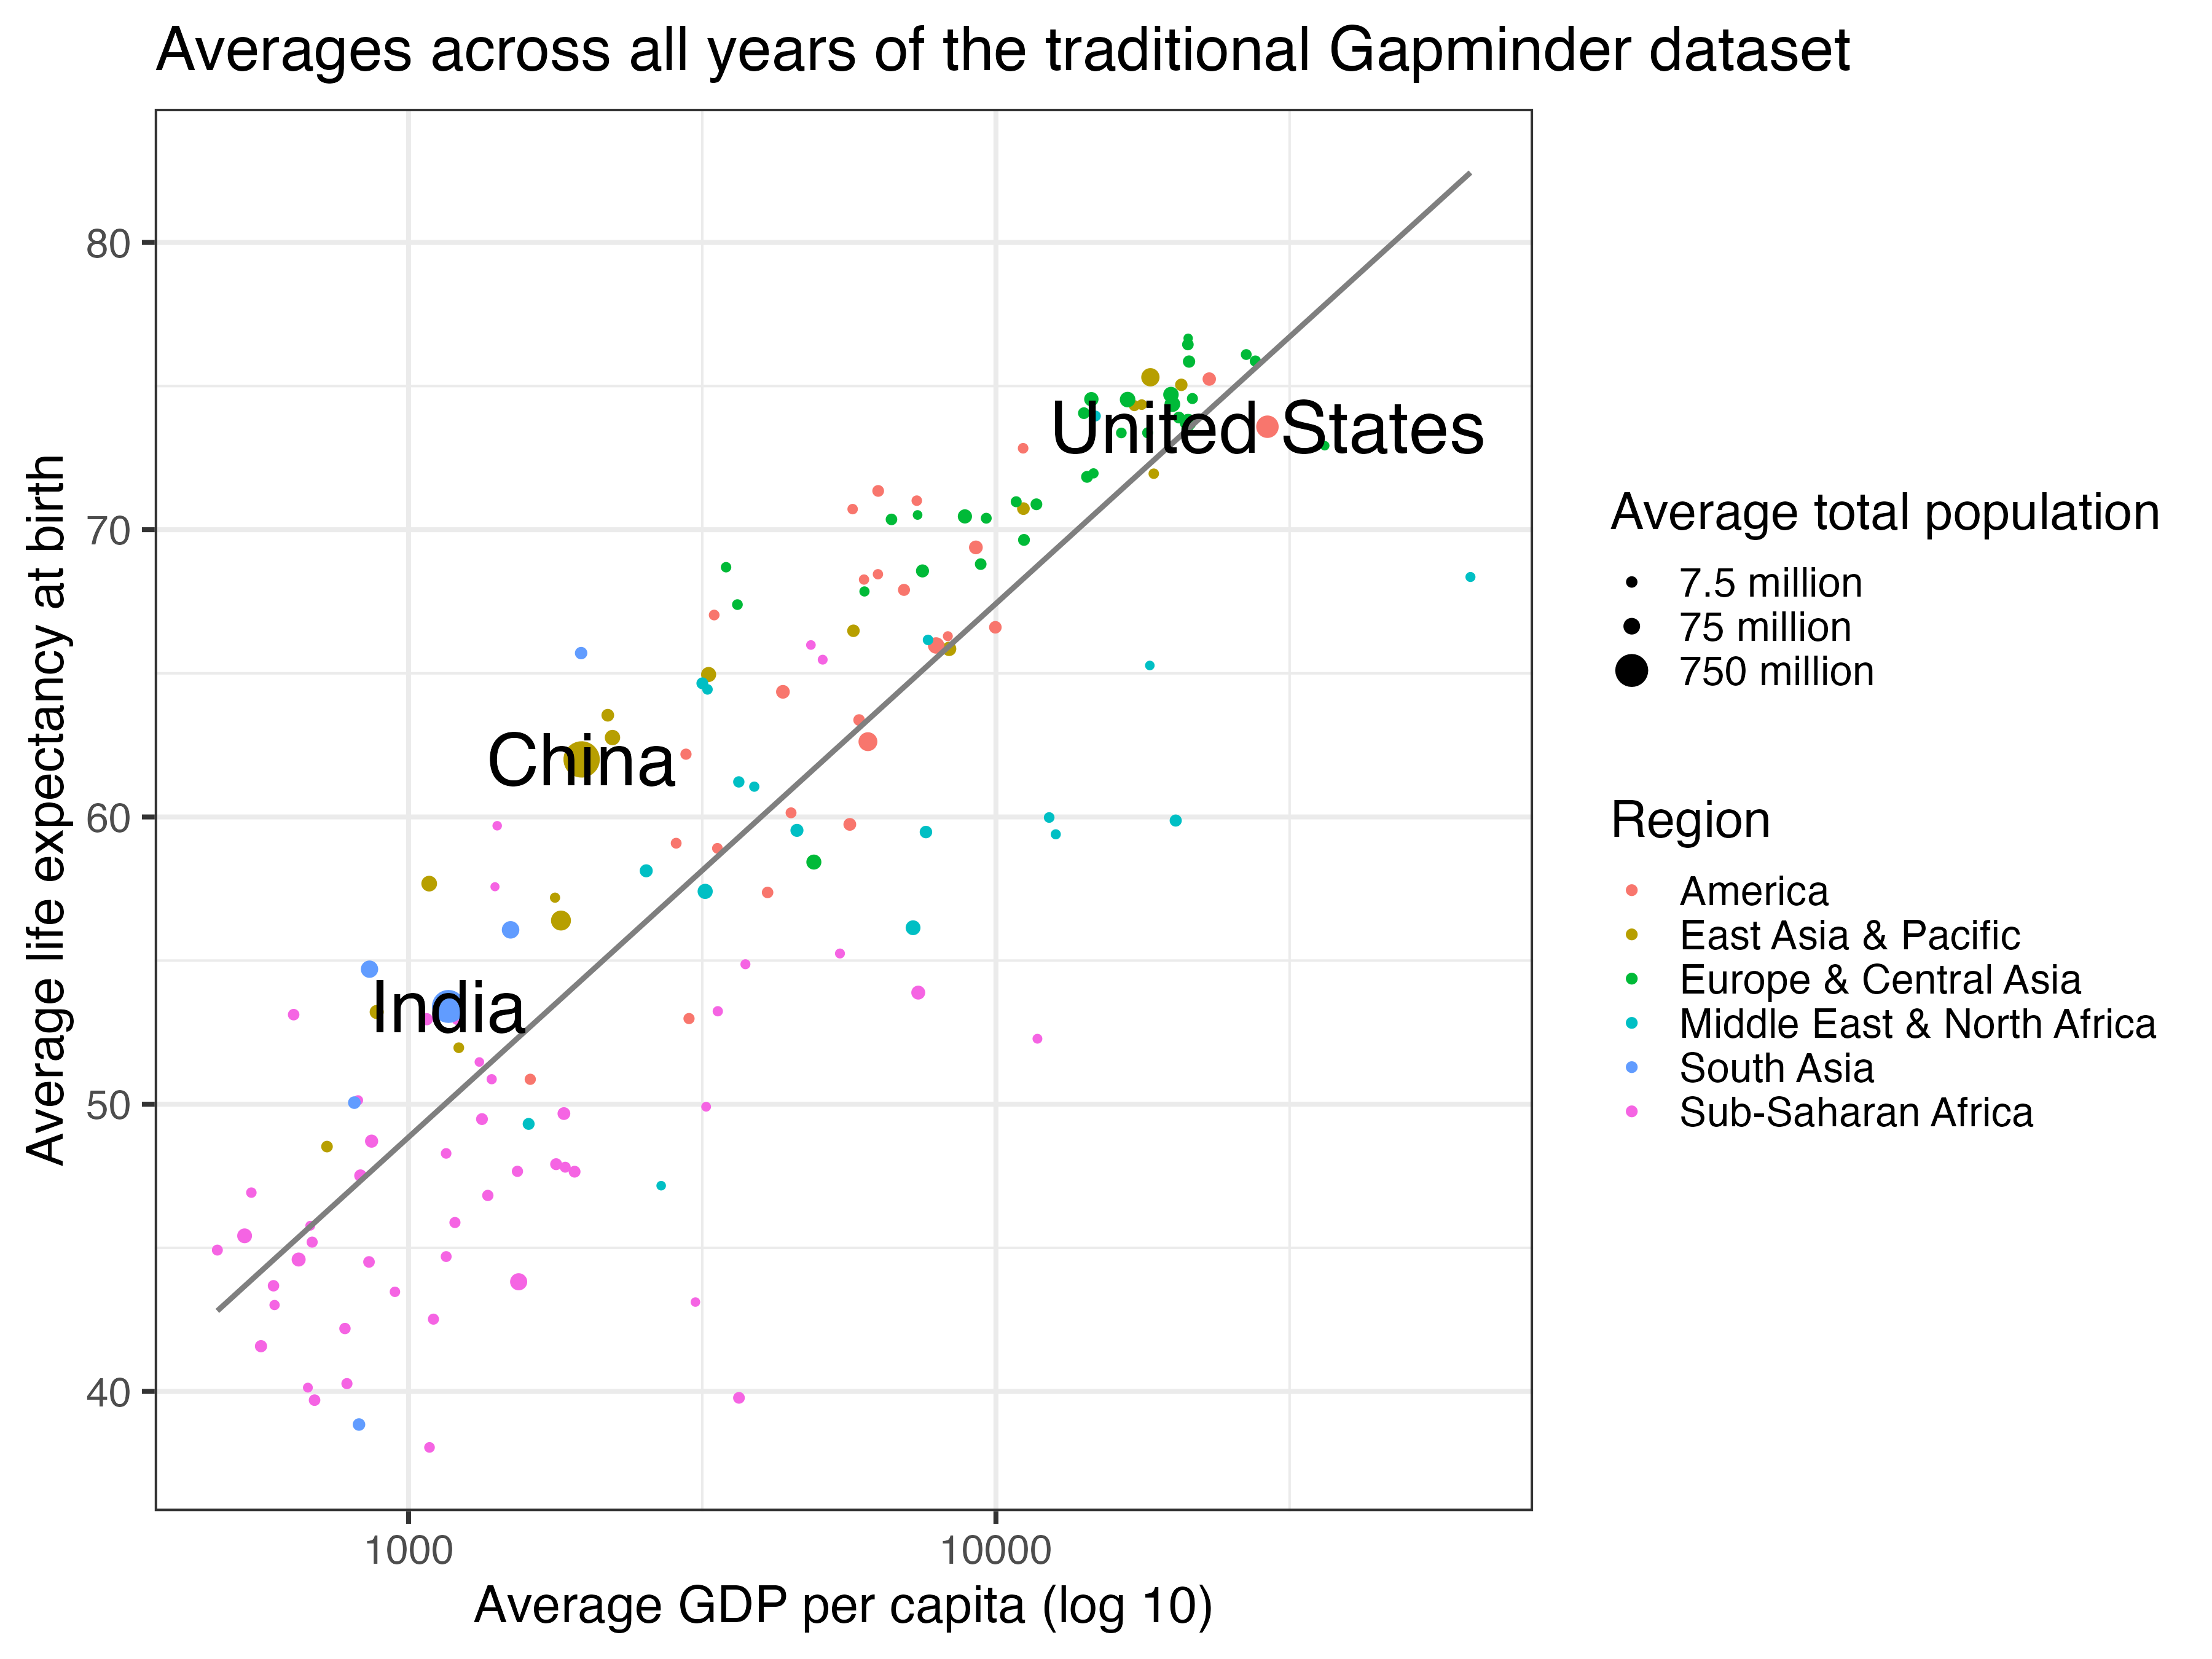 Averages across all years of the traditional Gapminder dataset
Average life expectancy at birth
80
70
60
50
40
United States
China
India
1000
10000
Average GDP per capita (log 10)
Average total population
7.5 million
75 million
750 million
Region
America
East Asia & Pacific
Europe & Central Asia
Middle East & North Africa
South Asia
Sub-Saharan Africa